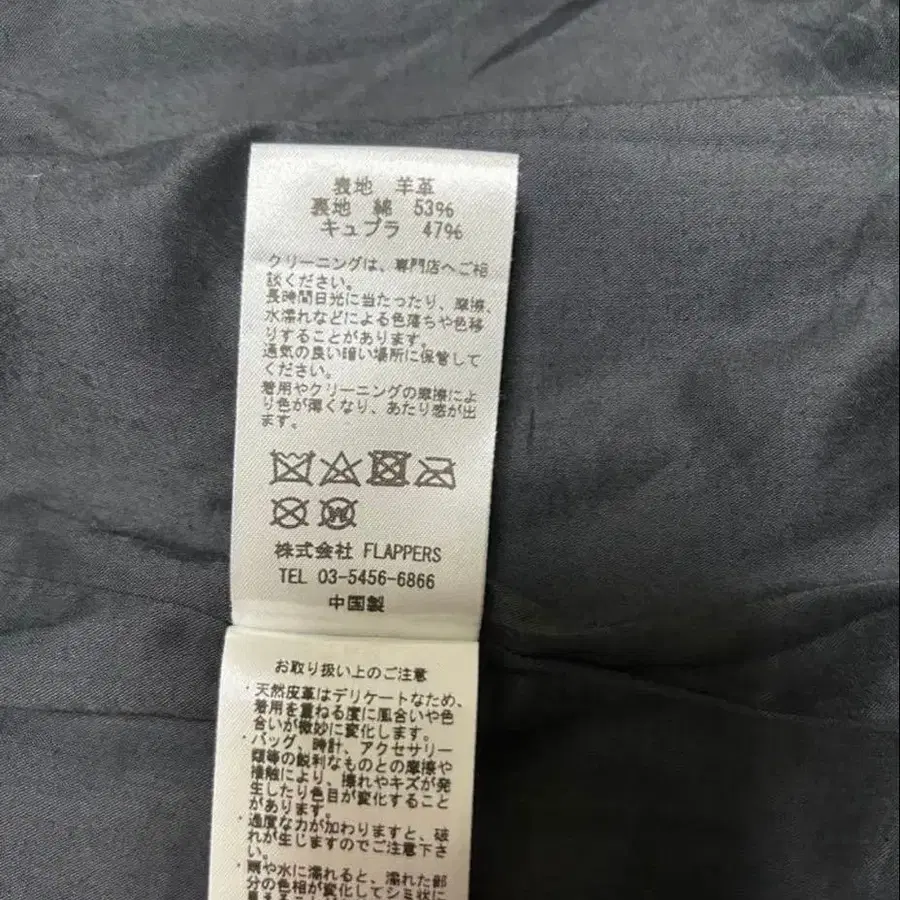 表地 羊革
裏地 綿 53%
キュプラ 47%
クリーニングは、専門店へご相
談ください。
長時間日光に当たったり、摩擦、
水濡れなどによる色落ちや色移
りすることがあります。
通気の良い暗い場所に保管して
ください。
着用やクリーニングの摩擦によ
り色が薄くなり、あたり感が出
ます。
W
株式会社 FLAPPERS
TEL 03-5456-6866
中国製
お取り扱い上のご注意
・天然皮革はデリケートなため、
着用を重ねる度に風合いや色
合いが微妙に変化します。
・バッグ、時計、アクセサリー
類等の鋭利なものとの摩擦や
接触により、擦れやキズが発
生したり色目が変化すること
があります。
・過度な力が加わりますと、破
れが生じますのでご注意下さ
い。
・雨や水に濡れると、濡れた部
分の色相が変化してシミ状に